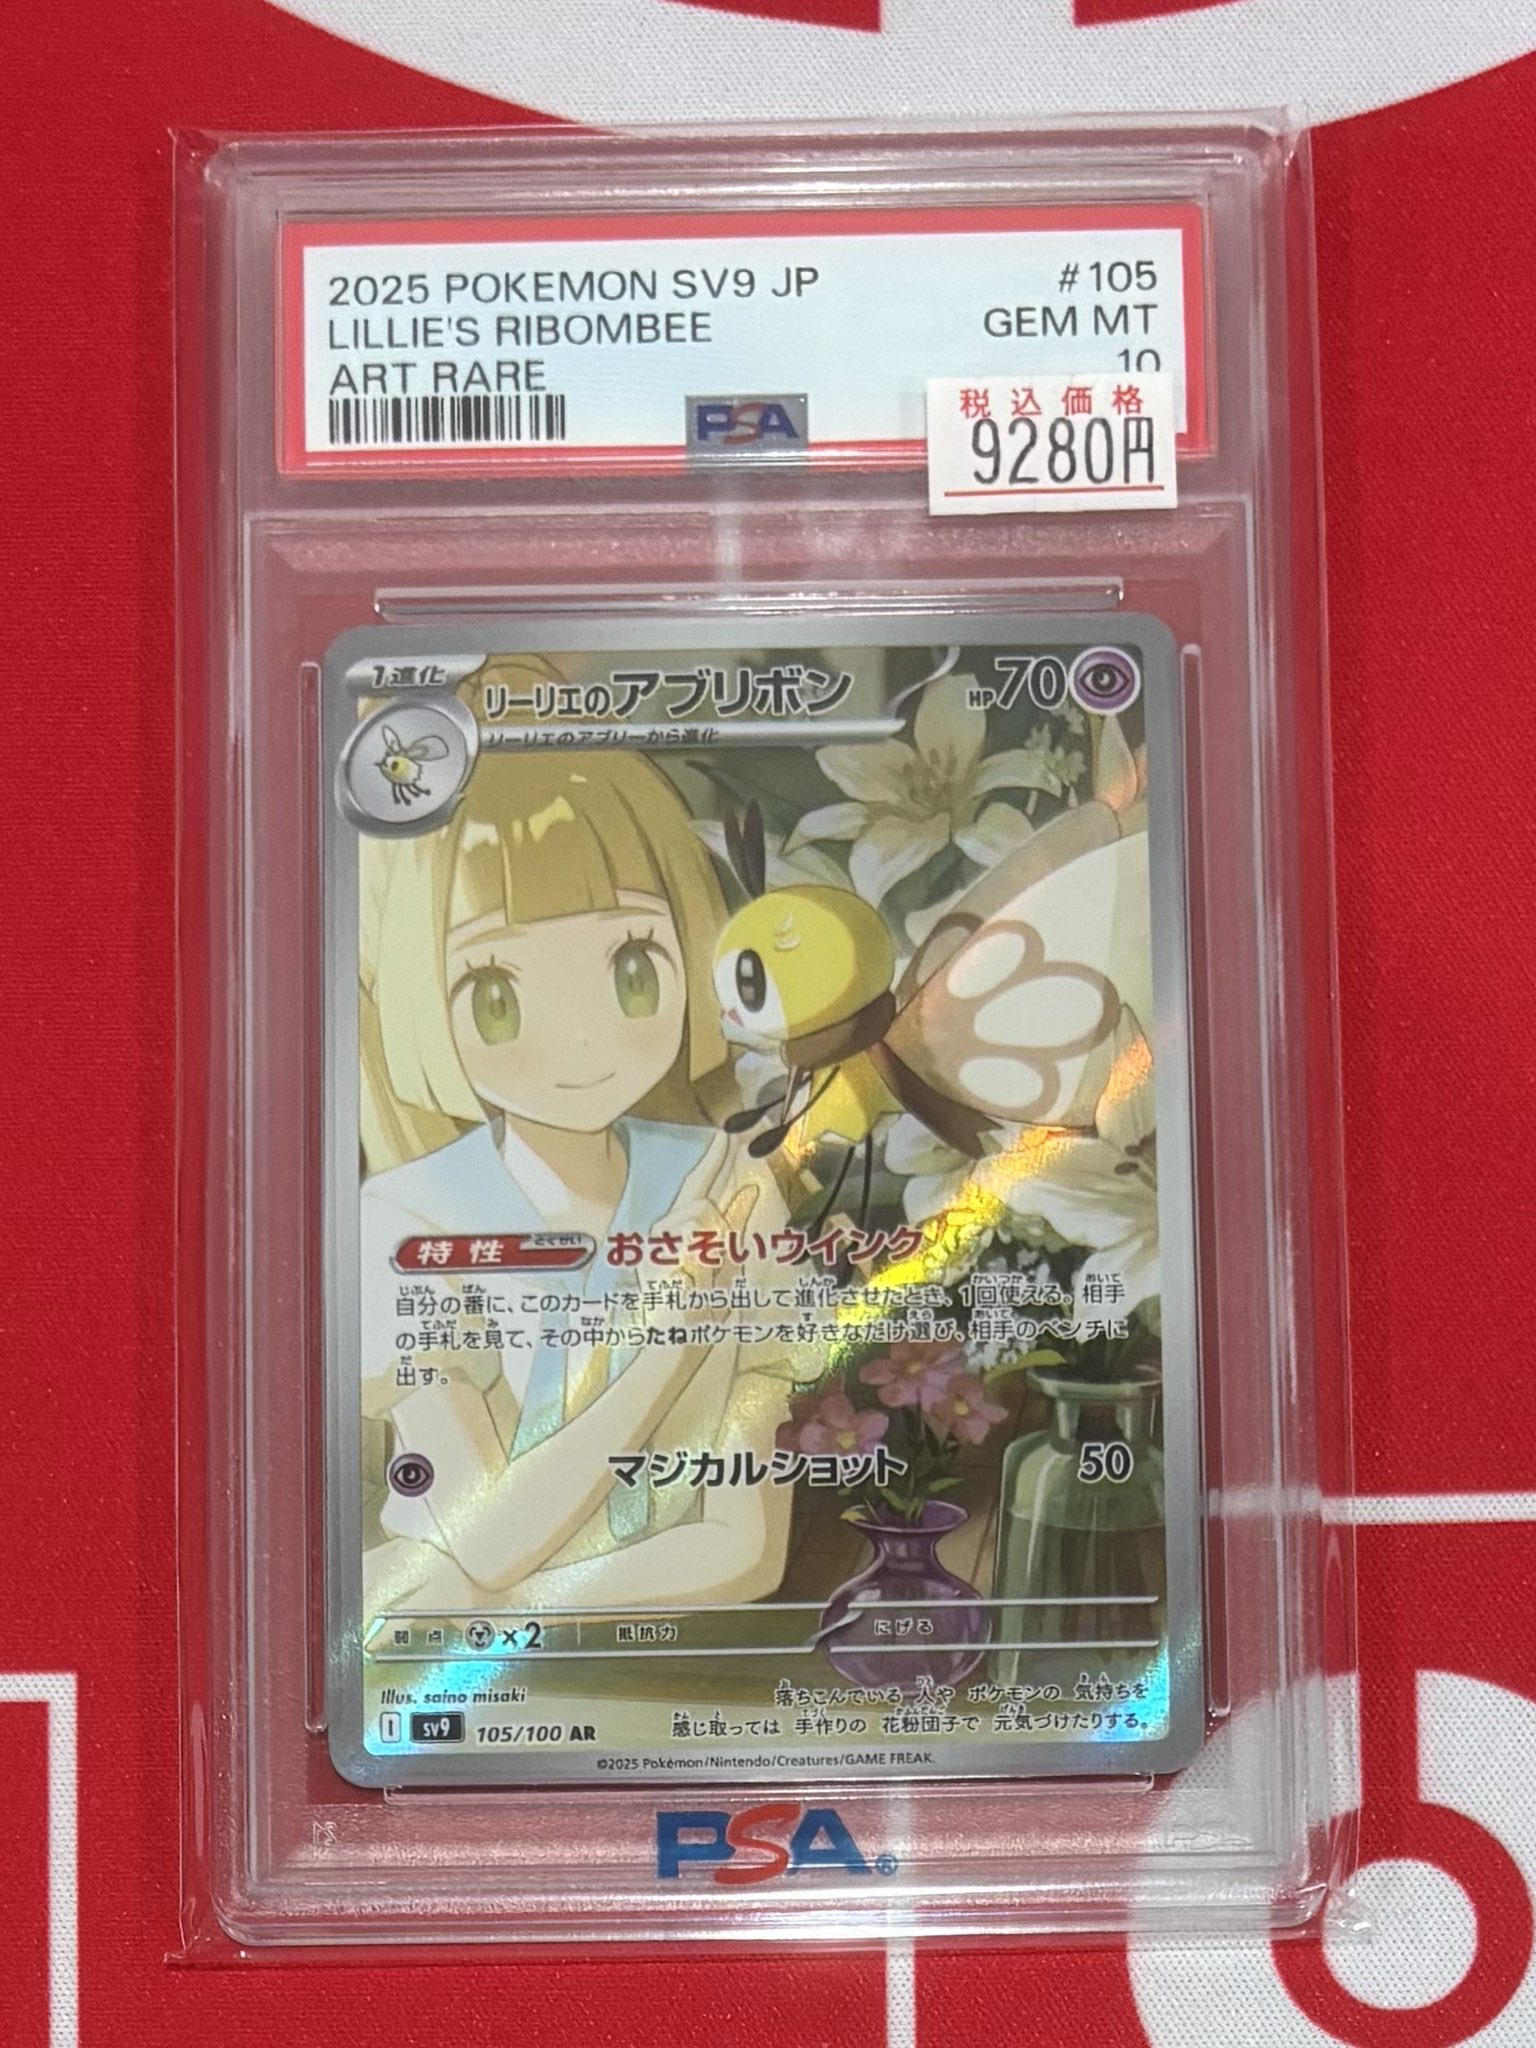 2025 POKEMON SV9 JP #105
LILLIE'S RIBOMBEE GEM MT
ART RARE 10
PSA
税込価格
9280円
1進化
リーリエのアブリボン HP70
リーリエのアブリーから進化
特性 とくせい おさそいウインク
自分の番に、このカードを手札から出して進化させたとき、1回使える。相手
の手札を見て、その中からたねポケモンを好きなだけ選び、相手のベンチに
出す。
マジカルショット 50
弱点 ×2 抵抗力 にげる
Illus. saino misaki
落ちこんでいる 人や ポケモンの 気持ちを
感じ取っては 手作りの 花粉団子で 元気づけたりする。
I SV9 105/100 AR
©2025 Pokémon/Nintendo/Creatures/GAME FREAK.
PSA®